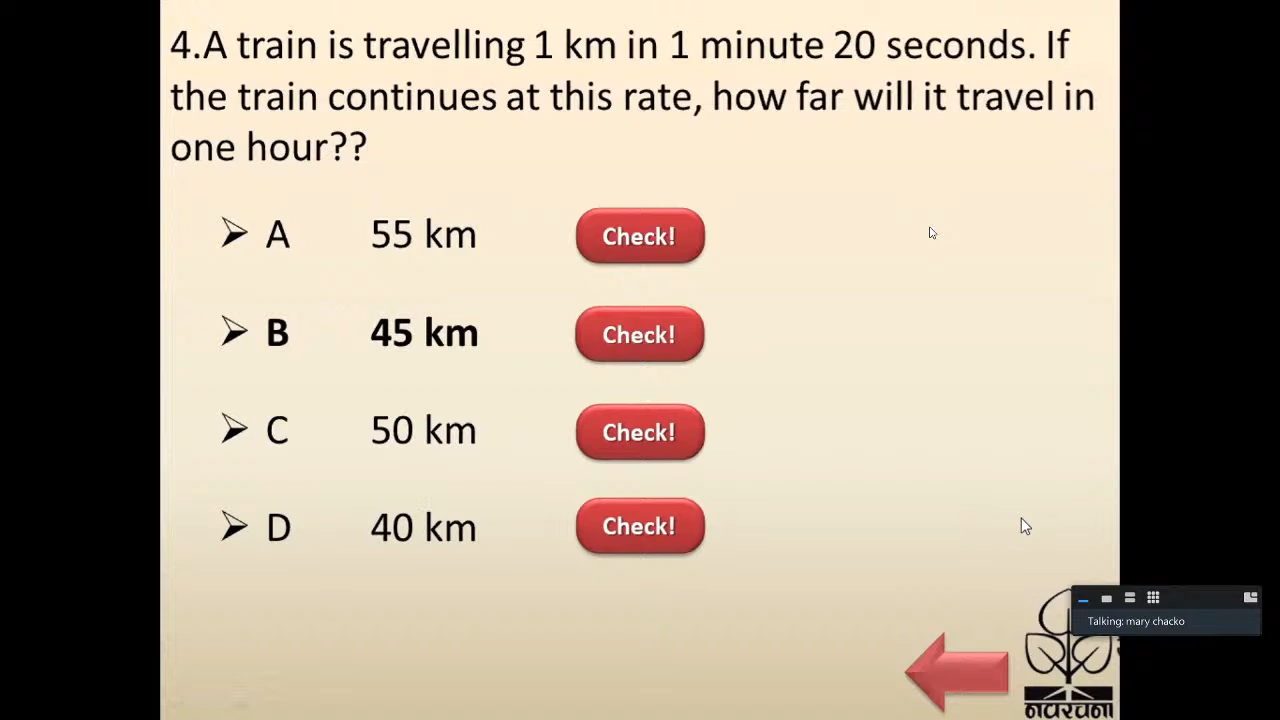 4.A train is travelling 1 km in 1 minute 20 seconds. If
the train continues at this rate, how far will it travel in
one hour??
A 55 km Check!
B 45 km Check!
C 50 km Check!
D 40 km Check!
Talking: mary chacko
नवरचना